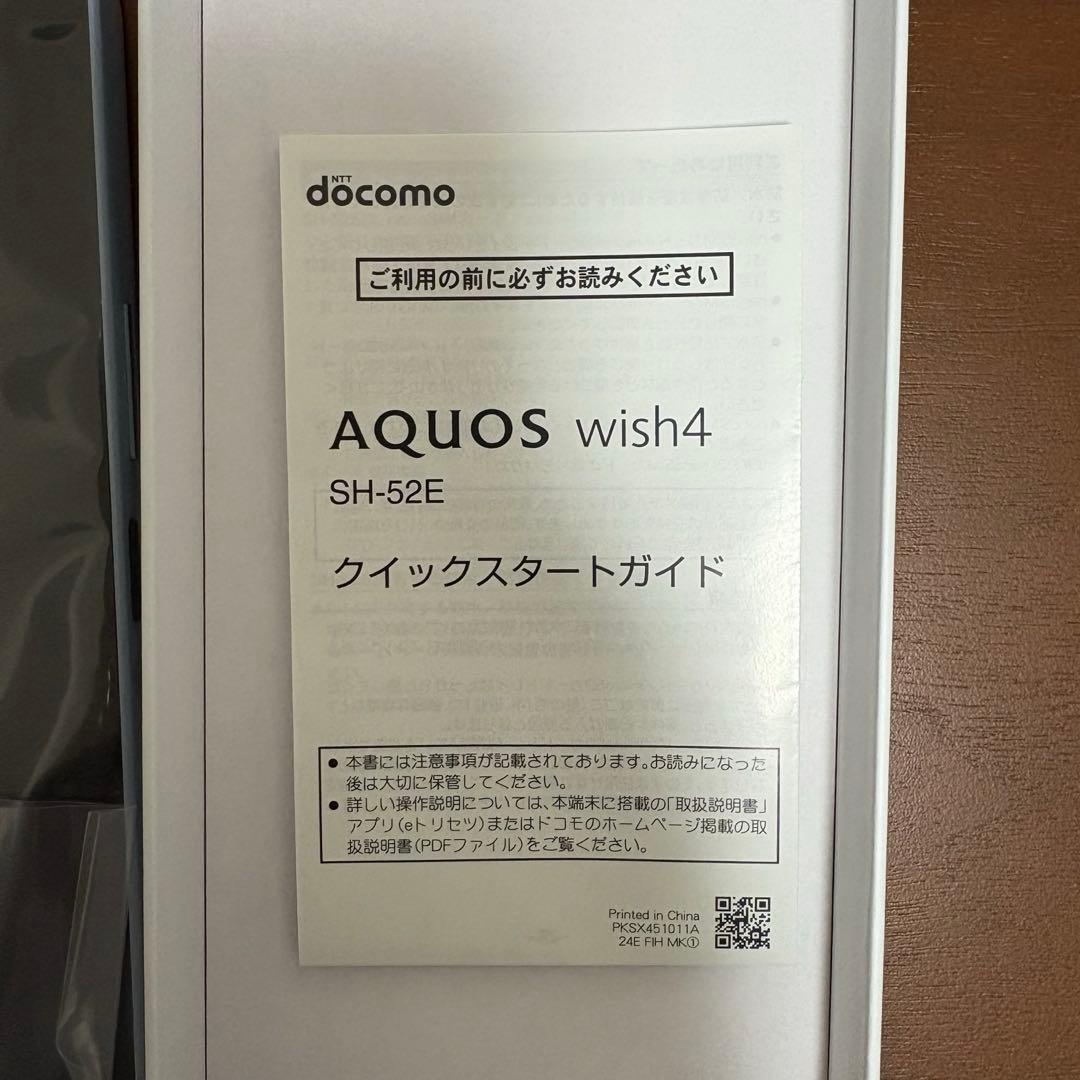 NTT
docomo
ご利用の前に必ずお読みください
AQUOS wish4
SH-52E
クイックスタートガイド
● 本書には注意事項が記載されております。お読みになった
後は大切に保管してください。
● 詳しい操作説明については、本端末に搭載の「取扱説明書」
アプリ(eトリセツ)またはドコモのホームページ掲載の取
扱説明書(PDFファイル)をご覧ください。
Printed in China
PKSX451011A
24E FIH MK①